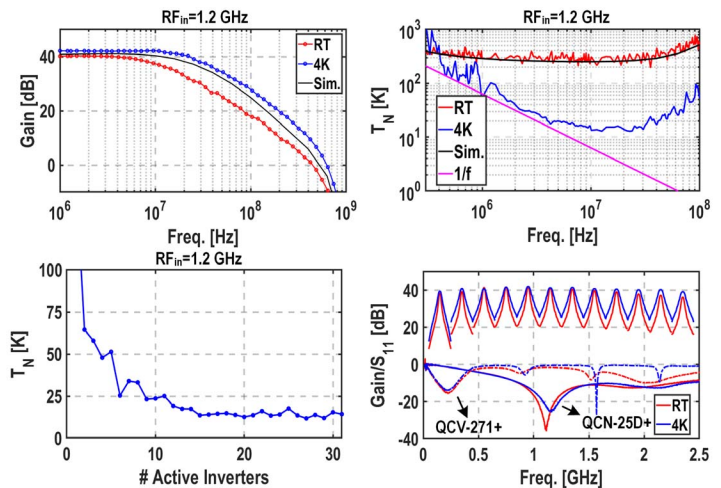 RFin=1.2 GHz
Gain [dB]
40
20
0
RT
4K
Sim.
10^6
10^7
10^8
10^9
Freq. [Hz]
RFin=1.2 GHz
T_N [K]
10^3
10^2
10^1
10^0
RT
4K
Sim.
1/f
10^6
10^7
10^8
Freq. [Hz]
RFin=1.2 GHz
T_N [K]
100
75
50
25
0
0
10
20
30
# Active Inverters
Gain/S_11 [dB]
40
20
0
-20
-40
QCV-271+
QCN-25D+
RT
4K
0
0.5
1
1.5
2
2.5
Freq. [GHz]